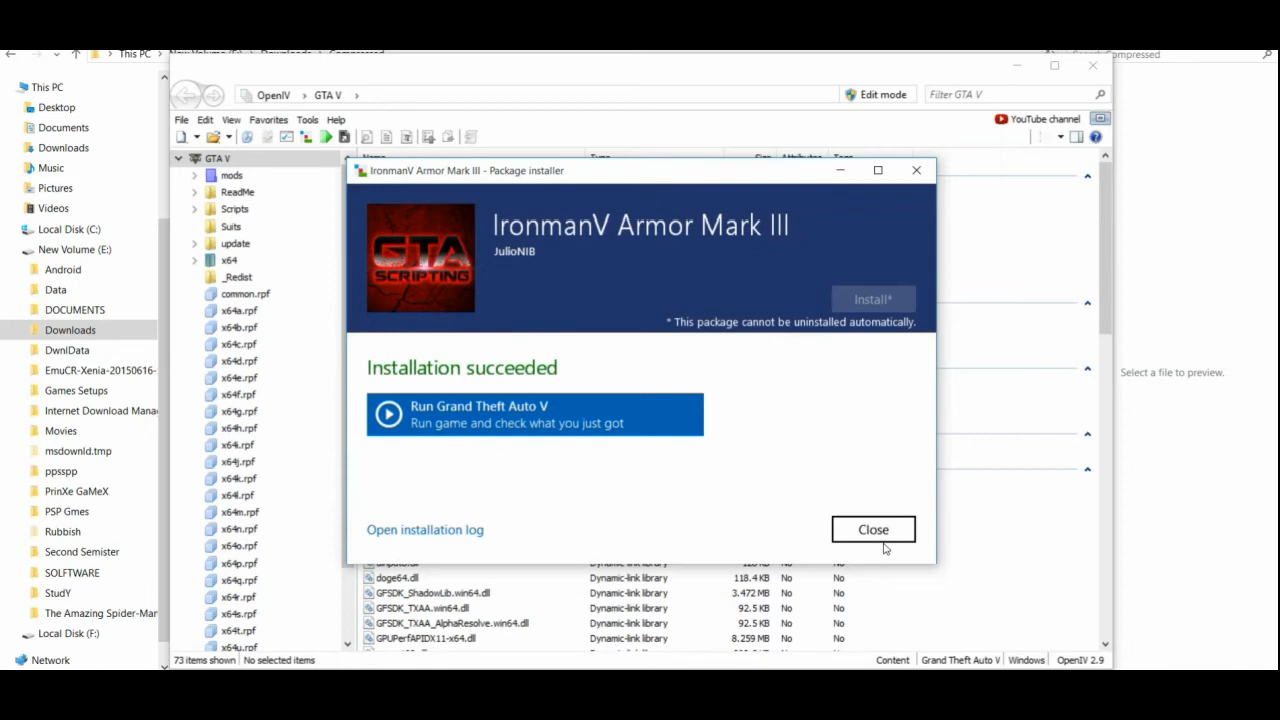 This PC
OpenIV
GTA V
Edit mode
Filter GTA V
File Edit View Favorites Tools Help
YouTube channel
This PC
Desktop
Documents
Downloads
Music
Pictures
Videos
Local Disk (C:)
New Volume (E:)
Android
Data
DOCUMENTS
Downloads
DwnlData
EmuCR-Xenia-20150616-
Games Setups
Internet Download Mana
Movies
msdownld.tmp
ppsspp
PrinXe GaMeX
PSP Gmes
Rubbish
Second Semister
SOLFTWARE
StudY
The Amazing Spider-Man
Local Disk (F:)
Network
GTA V
mods
ReadMe
Scripts
Suits
update
x64
_Redist
common.rpf
x64a.rpf
x64b.rpf
x64c.rpf
x64d.rpf
x64e.rpf
x64f.rpf
x64g.rpf
x64h.rpf
x64i.rpf
x64j.rpf
x64k.rpf
x64l.rpf
x64m.rpf
x64n.rpf
x64o.rpf
x64p.rpf
x64q.rpf
x64r.rpf
x64s.rpf
x64t.rpf
x64u.rpf
IronmanV Armor Mark III - Package installer
GTA
SCRIPTING
IronmanV Armor Mark III
JulioNIB
Install*
* This package cannot be uninstalled automatically.
Installation succeeded
Run Grand Theft Auto V
Run game and check what you just got
Open installation log
Close
doge64.dll Dynamic-link library 118.4 KB No No
GFSDK_ShadowLib.win64.dll Dynamic-link library 3.472 MB No No
GFSDK_TXAA.win64.dll Dynamic-link library 92.5 KB No No
GFSDK_TXAA_AlphaResolve.win64.dll Dynamic-link library 92.5 KB No No
GPUPerfAPIDX11-x64.dll Dynamic-link library 8.259 MB No No
73 items shown No selected items
Content Grand Theft Auto V Windows OpenIV 2.9
Select a file to preview.